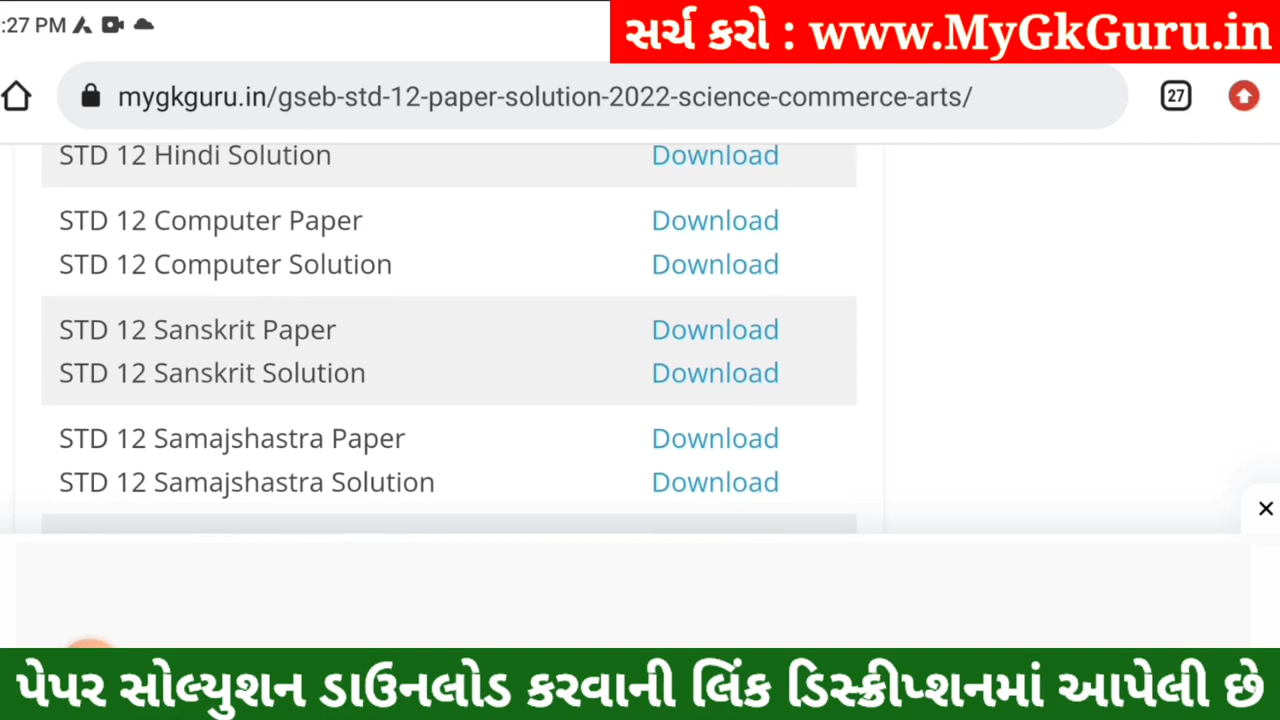 :27 PM
સર્ચ કરો : www.MyGkGuru.in
mygkguru.in/gseb-std-12-paper-solution-2022-science-commerce-arts/
27
STD 12 Hindi Solution Download
STD 12 Computer Paper Download
STD 12 Computer Solution Download
STD 12 Sanskrit Paper Download
STD 12 Sanskrit Solution Download
STD 12 Samajshastra Paper Download
STD 12 Samajshastra Solution Download
પેપર સોલ્યુશન ડાઉનલોડ કરવાની લિંક ડિસ્ક્રીપ્શનમાં આપેલી છે